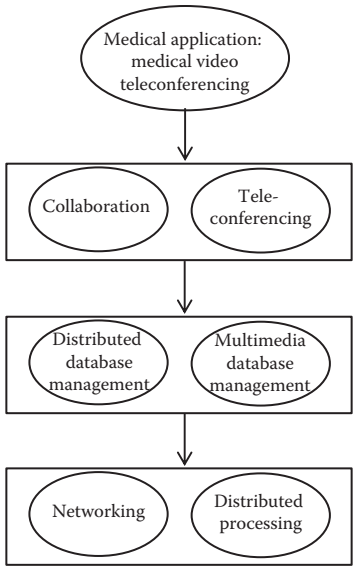 Medical application:
medical video
teleconferencing
Collaboration
Tele-
conferencing
Distributed
database
management
Multimedia
database
management
Networking
Distributed
processing